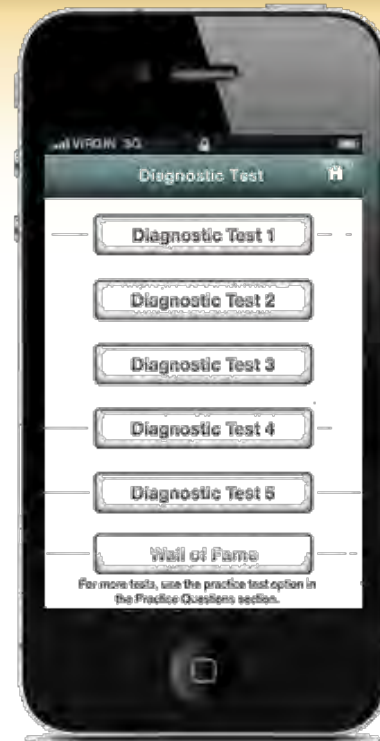 VIRGIN 3G
Diagnostic Test
Diagnostic Test 1
Diagnostic Test 2
Diagnostic Test 3
Diagnostic Test 4
Diagnostic Test 5
Wall of Fame
For more tests, use the practice test option in
the Practice Questions section.